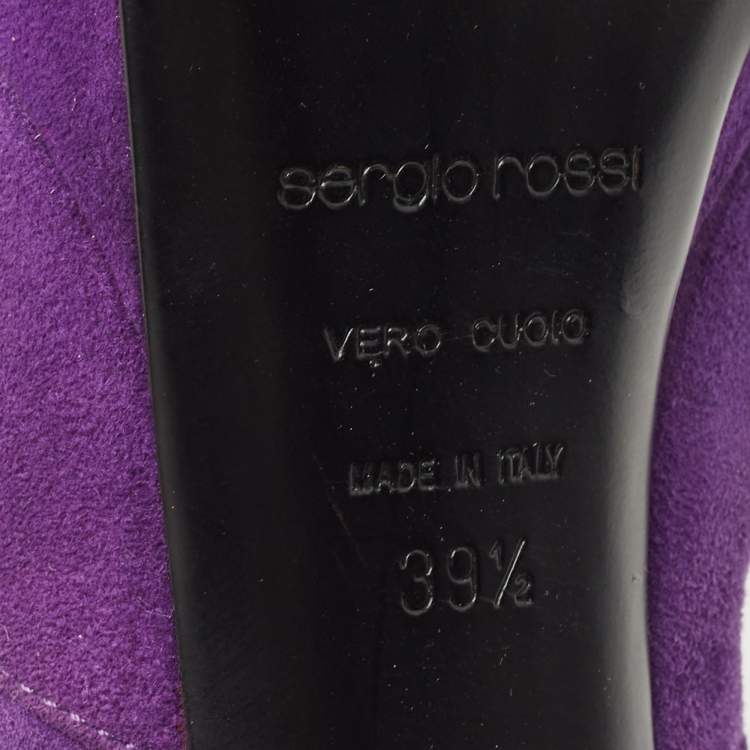 sergio rossi
VERO CUOIO
MADE IN ITALY
39½